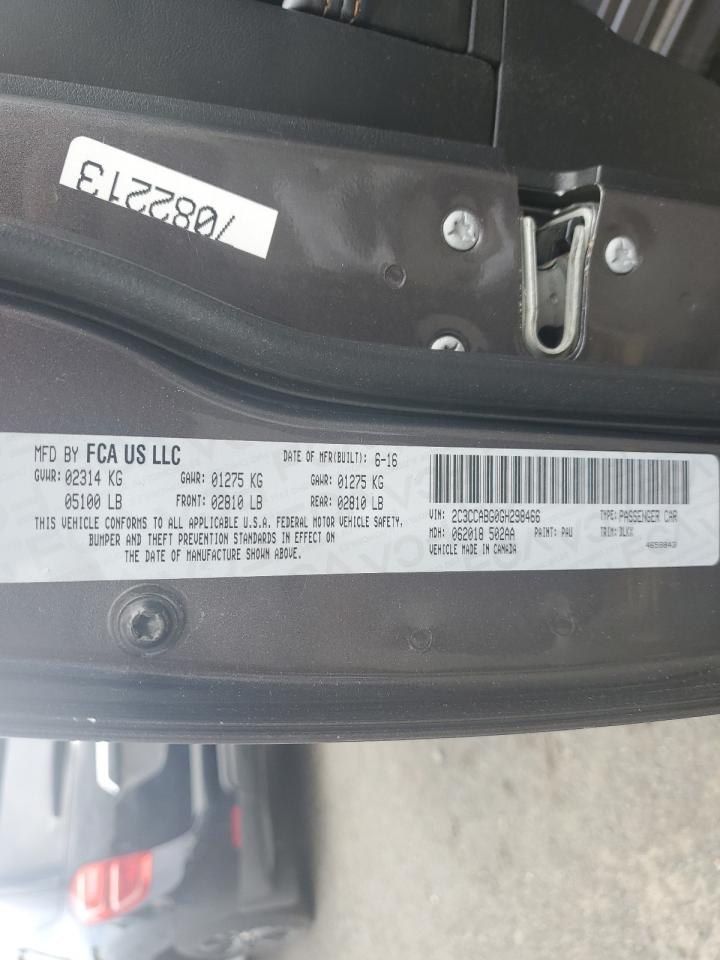 7082213
MFD BY FCA US LLC
DATE OF MFR(BUILT): 6-16
GVWR: 02314 KG GAWR: 01275 KG GAWR: 01275 KG
05100 LB FRONT: 02810 LB REAR: 02810 LB
THIS VEHICLE CONFORMS TO ALL APPLICABLE U.S.A. FEDERAL MOTOR VEHICLE SAFETY,
BUMPER AND THEFT PREVENTION STANDARDS IN EFFECT ON
THE DATE OF MANUFACTURE SHOWN ABOVE.
VIN: 2C3CCABG0GH298466 TYPE: PASSENGER CAR
MDH: 062018 502AA PAINT: PAU TRIM: DLKX
VEHICLE MADE IN CANADA